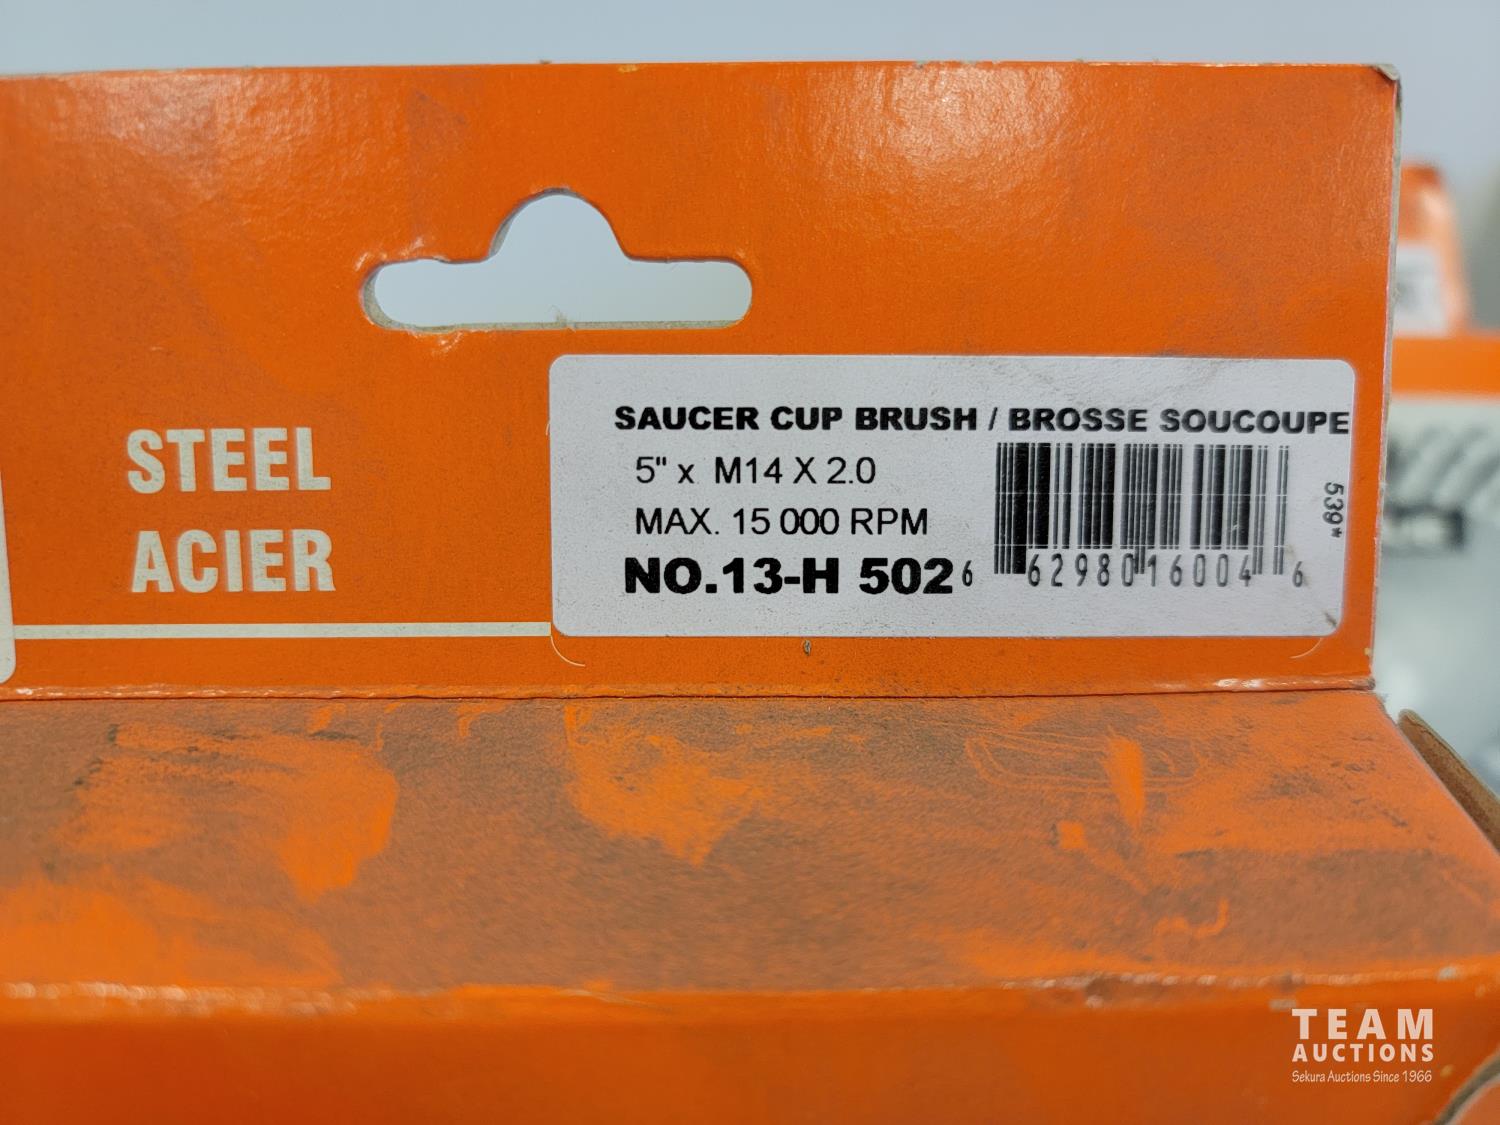 STEEL
ACIER
SAUCER CUP BRUSH / BROSSE SOUCOUPE
5" x M14 X 2.0
MAX. 15 000 RPM
NO.13-H 502
6 62980 16004 6
539*
TEAM
AUCTIONS
Sekura Auctions Since 1966